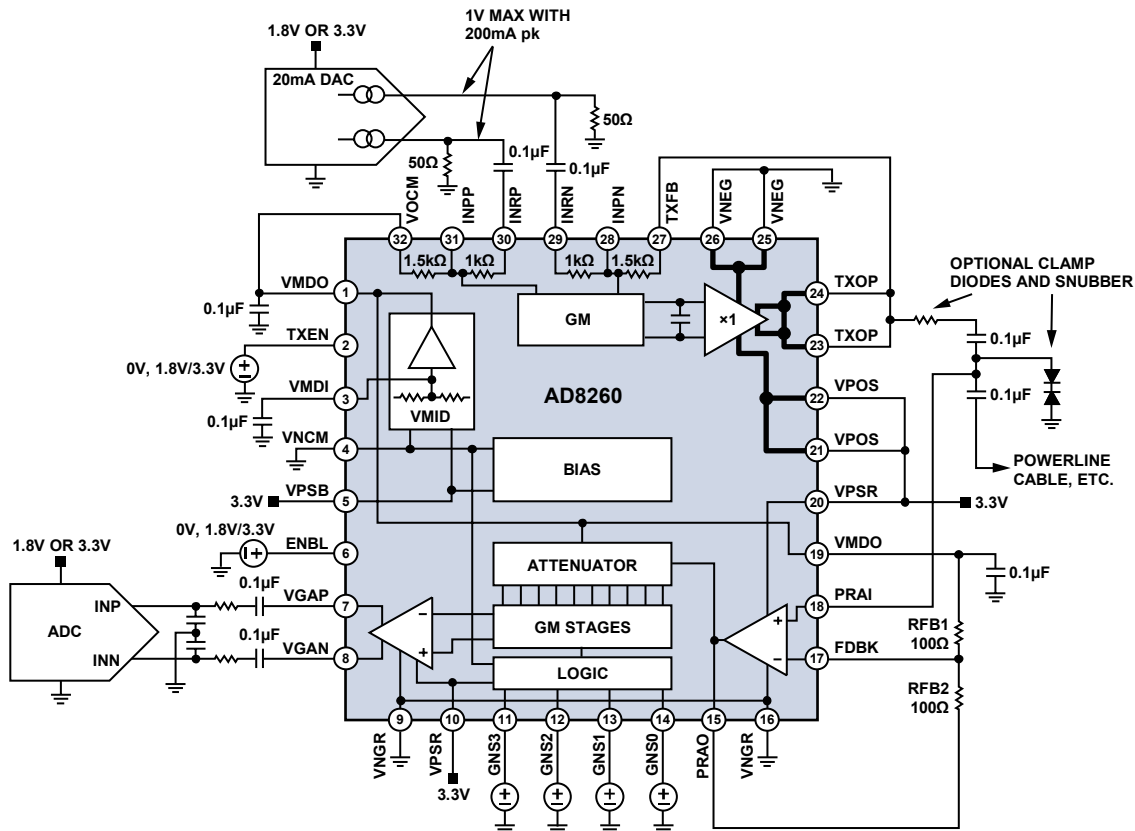 1V MAX WITH
200mA pk
1.8V OR 3.3V
20mA DAC
50Ω
50Ω
0.1µF
0.1µF
VOCM
INPP
INRP
INRN
INPN
TXFB
VNEG
VNEG
32
31
30
29
28
27
26
25
1.5kΩ
1kΩ
1kΩ
1.5kΩ
VMDO
1
0.1µF
TXEN
2
0V, 1.8V/3.3V
VMDI
3
0.1µF
VNCM
4
VPSB
5
3.3V
0V, 1.8V/3.3V
ENBL
6
1.8V OR 3.3V
ADC
INP
INN
0.1µF
VGAP
7
0.1µF
VGAN
8
VMID
GM
×1
AD8260
BIAS
ATTENUATOR
GM STAGES
LOGIC
+
−
−
+
OPTIONAL CLAMP
DIODES AND SNUBBER
24
TXOP
23
TXOP
0.1µF
0.1µF
22
VPOS
21
VPOS
POWERLINE
CABLE, ETC.
20
VPSR
3.3V
19
VMDO
0.1µF
18
PRAI
RFB1
100Ω
17
FDBK
RFB2
100Ω
9
10
11
12
13
14
15
16
VNGR
VPSR
GNS3
GNS2
GNS1
GNS0
PRAO
VNGR
3.3V